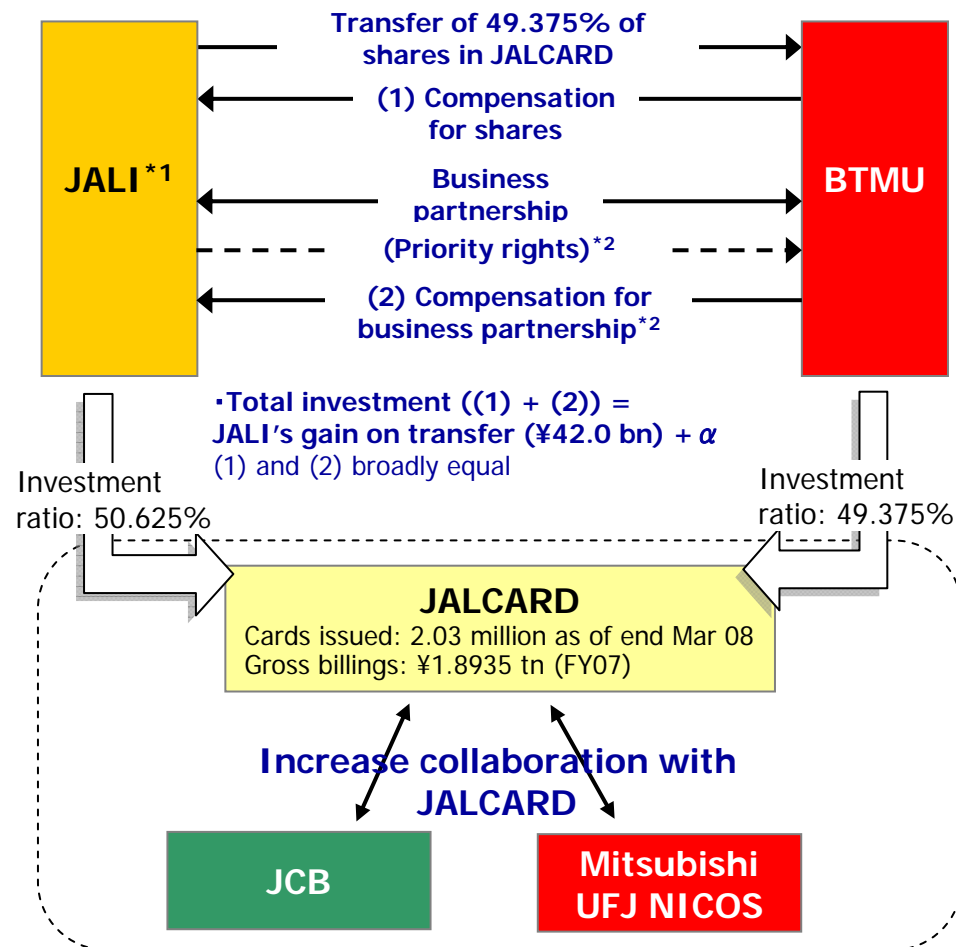 Transfer of 49.375% of
shares in JALCARD
(1) Compensation
for shares
JALI*1
BTMU
Business
partnership
(Priority rights)*2
(2) Compensation for
business partnership*2
・Total investment ((1) + (2)) =
JALI's gain on transfer (¥42.0 bn) + α
(1) and (2) broadly equal
Investment
ratio: 50.625%
Investment
ratio: 49.375%
JALCARD
Cards issued: 2.03 million as of end Mar 08
Gross billings: ¥1.8935 tn (FY07)
Increase collaboration with
JALCARD
JCB
Mitsubishi
UFJ NICOS